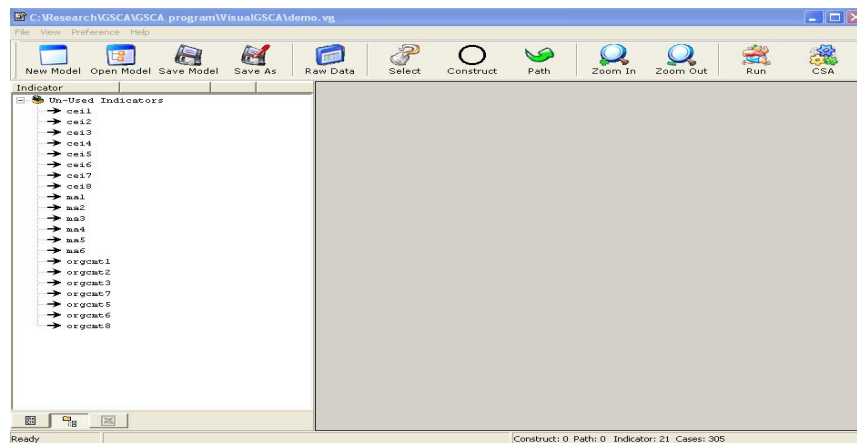 C:\Research\GSCA\GSCA program\VisualGSCA\demo.vg
File View Preference Help
New Model Open Model Save Model Save As Raw Data Select Construct Path Zoom In Zoom Out Run CSA
Indicator
Un-Used Indicators
cei1
cei2
cei3
cei4
cei5
cei6
cei7
cei8
ma1
ma2
ma3
ma4
ma5
ma6
orgcmt1
orgcmt2
orgcmt3
orgcmt7
orgcmt5
orgcmt6
orgcmt8
Ready Construct: 0 Path: 0 Indicator: 21 Cases: 305